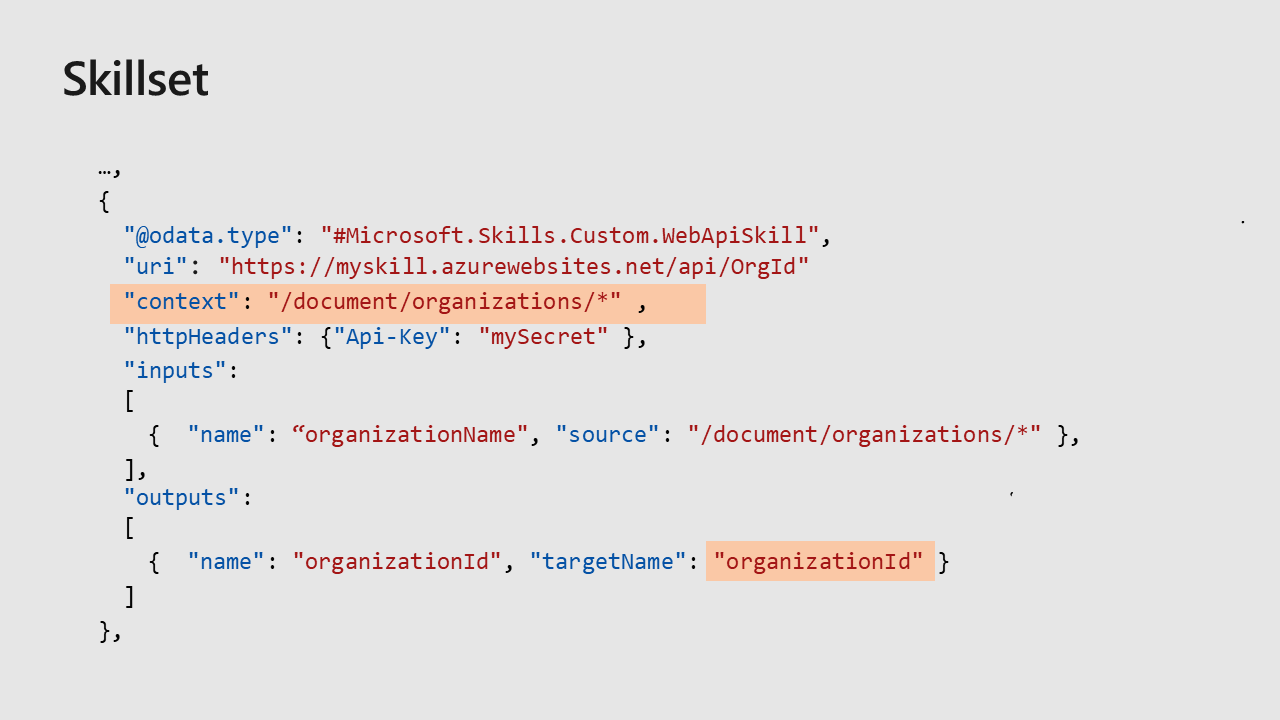 Skillset
…,
{
"@odata.type": "#Microsoft.Skills.Custom.WebApiSkill",
"uri": "https://myskill.azurewebsites.net/api/OrgId"
"context": "/document/organizations/*" ,
"httpHeaders": {"Api-Key": "mySecret" },
"inputs":
[
{ "name": “organizationName", "source": "/document/organizations/*" },
],
"outputs":
[
{ "name": "organizationId", "targetName": "organizationId" }
]
},